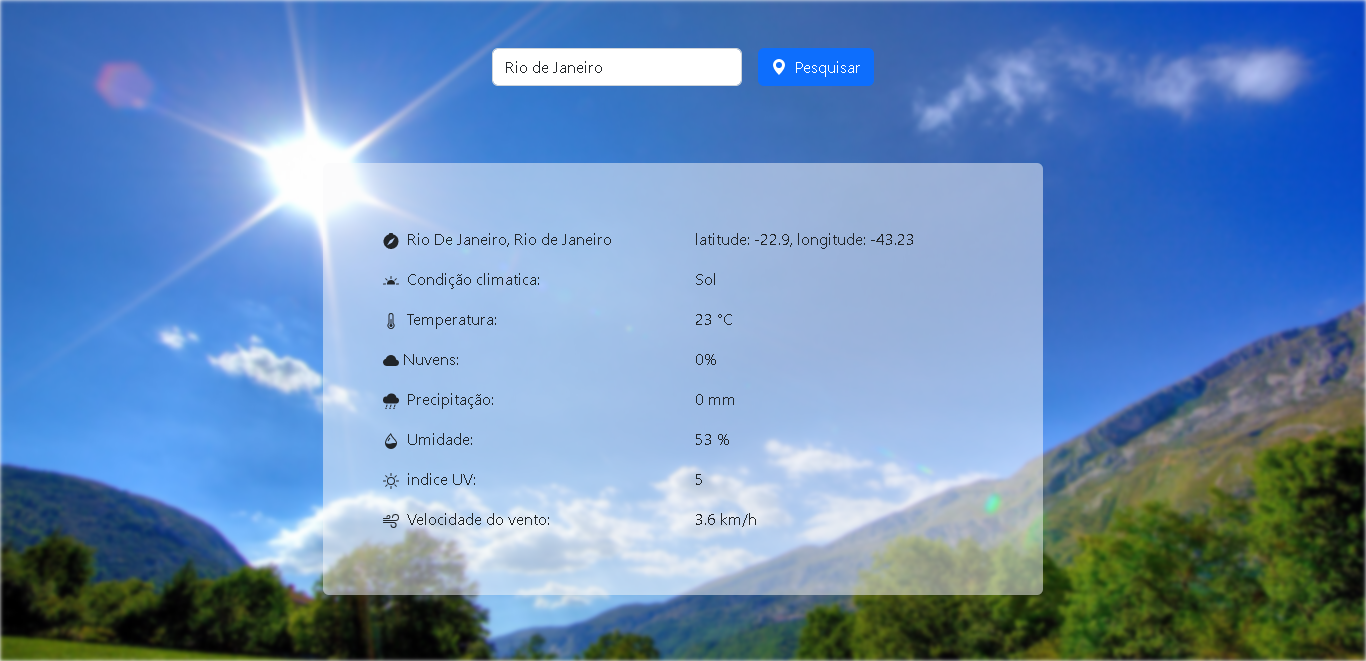 Rio de Janeiro Pesquisar
Rio De Janeiro, Rio de Janeiro latitude: -22.9, longitude: -43.23
Condição climatica: Sol
Temperatura: 23 °C
Nuvens: 0%
Precipitação: 0 mm
Umidade: 53 %
indice UV: 5
Velocidade do vento: 3.6 km/h